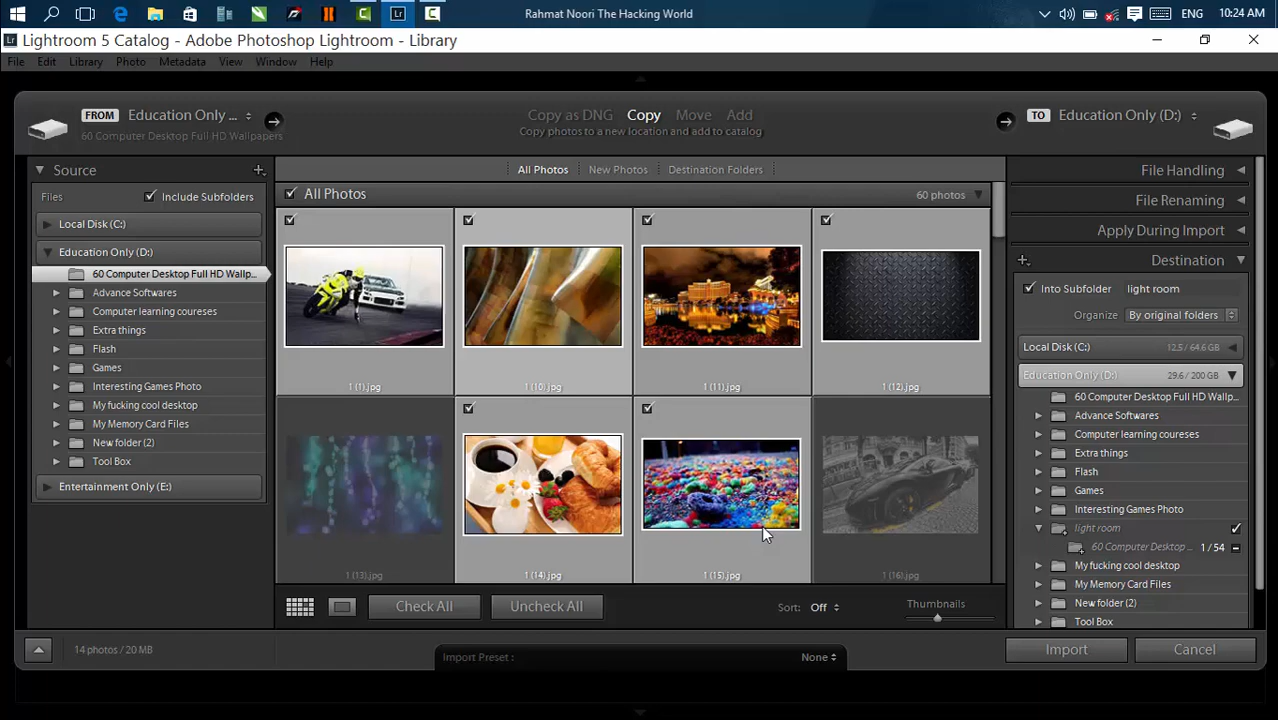 Rahmat Noori The Hacking World
ENG
10:24 AM
Lr
Lightroom 5 Catalog - Adobe Photoshop Lightroom - Library
File Edit Library Photo Metadata View Window Help
FROM Education Only ...
60 Computer Desktop Full HD Wallpapers
Copy as DNG Copy Move Add
Copy photos to a new location and add to catalog
TO Education Only (D:)
Source
Files Include Subfolders
Local Disk (C:)
Education Only (D:)
60 Computer Desktop Full HD Wallp...
Advance Softwares
Computer learning coureses
Extra things
Flash
Games
Interesting Games Photo
My fucking cool desktop
My Memory Card Files
New folder (2)
Tool Box
Entertainment Only (E:)
All Photos New Photos Destination Folders
All Photos 60 photos
1 (1).jpg 1 (10).jpg 1 (11).jpg 1 (12).jpg
1 (13).jpg 1 (14).jpg 1 (15).jpg 1 (16).jpg
Check All Uncheck All Sort: Off Thumbnails
File Handling
File Renaming
Apply During Import
Destination
Into Subfolder light room
Organize By original folders
Local Disk (C:) 12.5 / 64.6 GB
Education Only (D:) 29.6 / 200 GB
60 Computer Desktop Full HD Wallp...
Advance Softwares
Computer learning coureses
Extra things
Flash
Games
Interesting Games Photo
light room
60 Computer Desktop ... 1 / 54
My fucking cool desktop
My Memory Card Files
New folder (2)
Tool Box
14 photos / 20 MB
Import Preset : None
Import Cancel